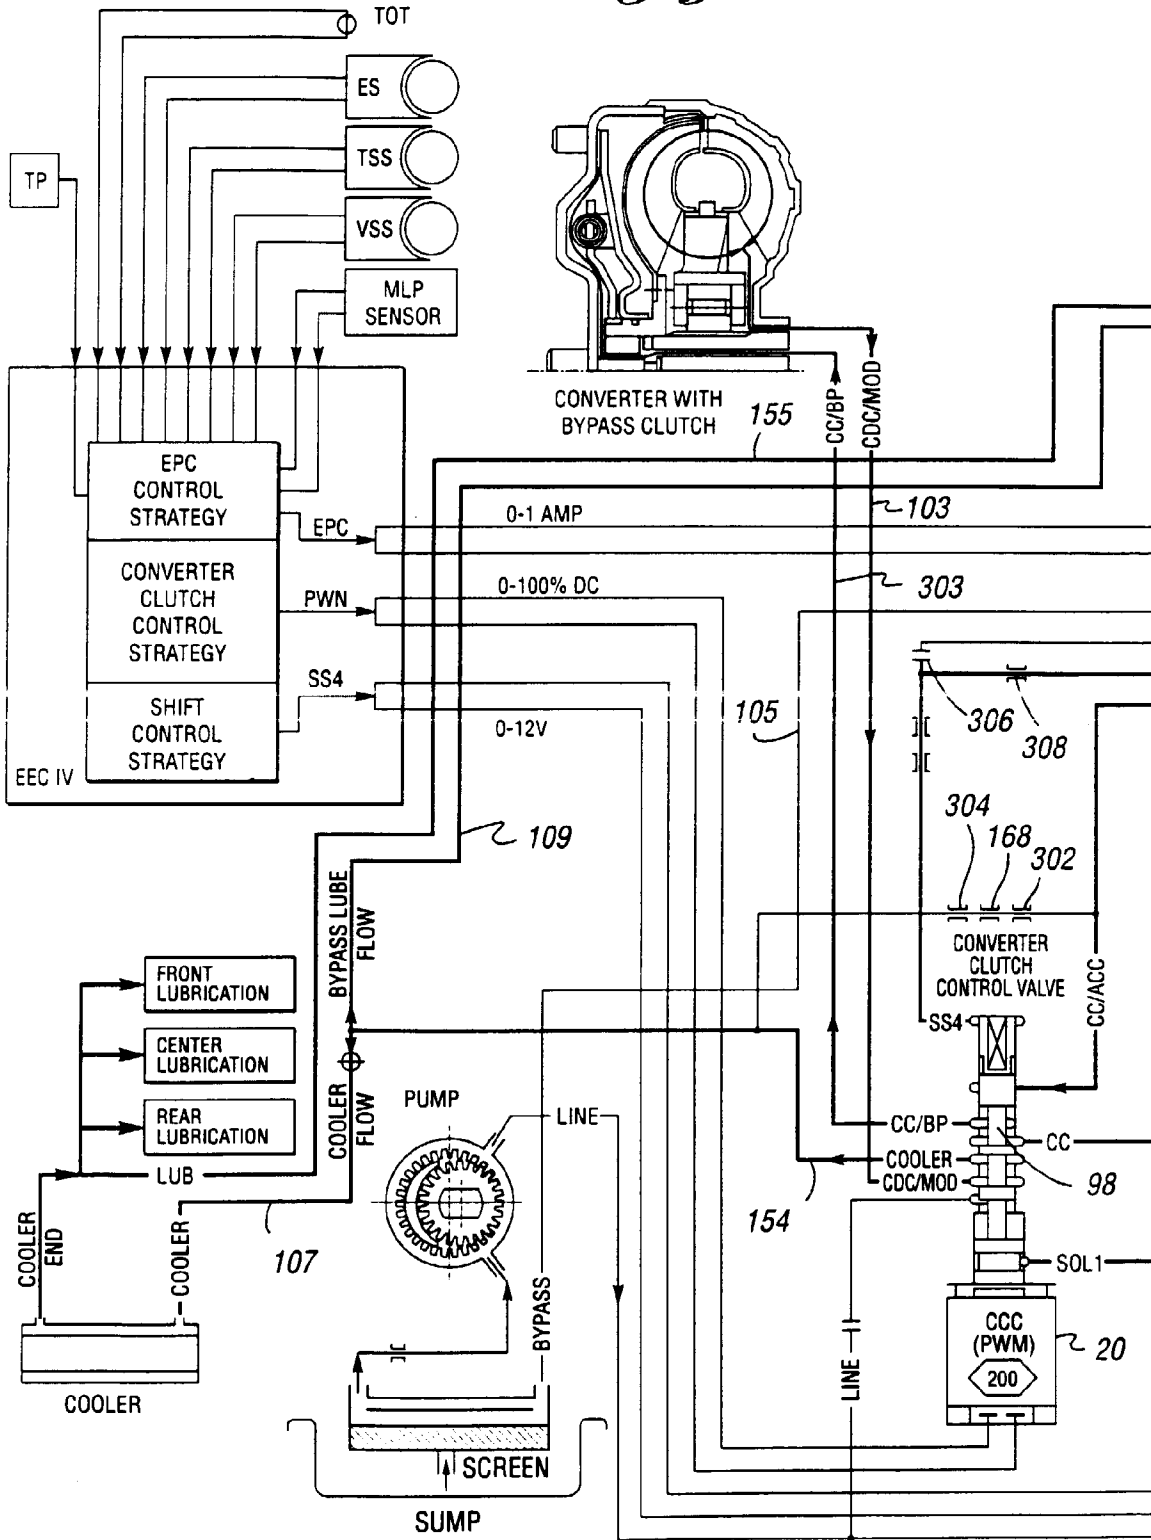 TOT
ES
TSS
TP
VSS
MLP
SENSOR
CONVERTER WITH
BYPASS CLUTCH
155
CC/BP
CDC/MOD
EPC
CONTROL
STRATEGY
EPC
0-1 AMP
103
CONVERTER
CLUTCH
CONTROL
STRATEGY
PWN
0-100% DC
303
SHIFT
CONTROL
STRATEGY
SS4
0-12V
EEC IV
105
306
308
109
304
168
302
BYPASS LUBE
FLOW
CONVERTER
CLUTCH
CONTROL VALVE
CC/ACC
FRONT
LUBRICATION
CENTER
LUBRICATION
REAR
LUBRICATION
LUB
COOLER
FLOW
PUMP
LINE
SS4
CC/BP
CC
COOLER
CDC/MOD
98
154
COOLER
END
COOLER
107
SOL1
BYPASS
LINE
CCC
(PWM)
200
20
COOLER
SCREEN
SUMP